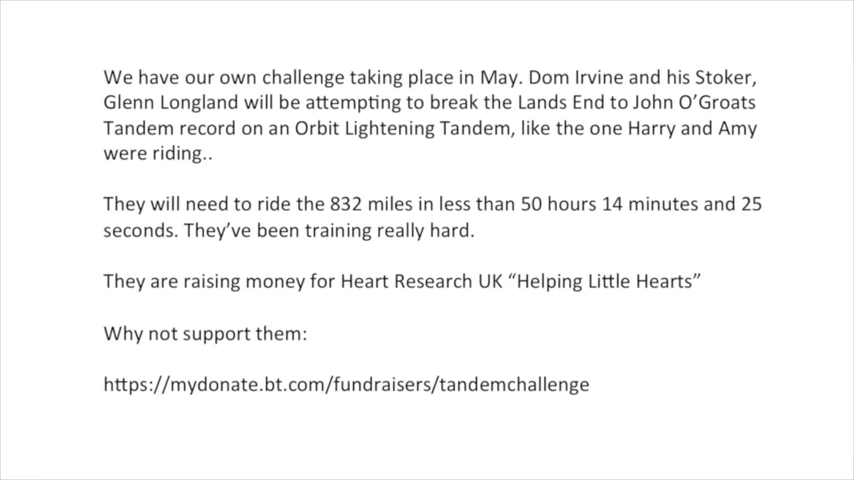 We have our own challenge taking place in May. Dom Irvine and his Stoker,
Glenn Longland will be attempting to break the Lands End to John O’Groats
Tandem record on an Orbit Lightening Tandem, like the one Harry and Amy
were riding..
They will need to ride the 832 miles in less than 50 hours 14 minutes and 25
seconds. They’ve been training really hard.
They are raising money for Heart Research UK “Helping Little Hearts”
Why not support them:
https://mydonate.bt.com/fundraisers/tandemchallenge